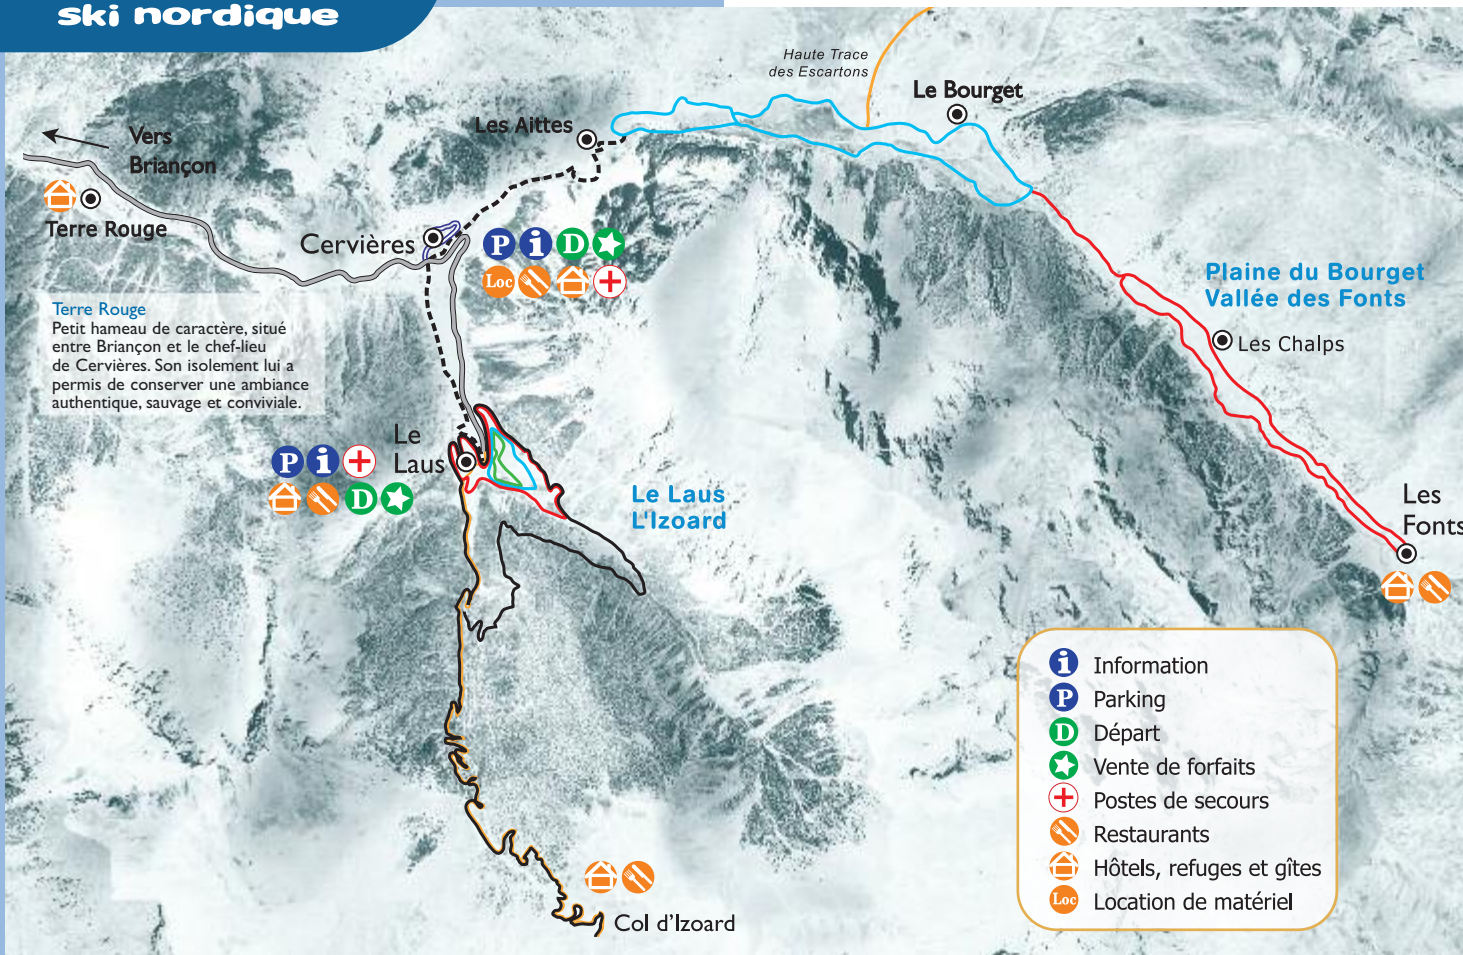 ski nordique
Haute Trace
des Escartons
Le Bourget
Les Aittes
Vers
Briançon
Terre Rouge
Cervières
P i D
Loc
Plaine du Bourget
Vallée des Fonts
Les Chalps
Terre Rouge
Petit hameau de caractère, situé
entre Briançon et le chef-lieu
de Cervières. Son isolement lui a
permis de conserver une ambiance
authentique, sauvage et conviviale.
Le
Laus
P i
D
Le Laus
L'Izoard
Les
Fonts
i Information
P Parking
D Départ
Vente de forfaits
Postes de secours
Restaurants
Hôtels, refuges et gîtes
Loc Location de matériel
Col d'Izoard